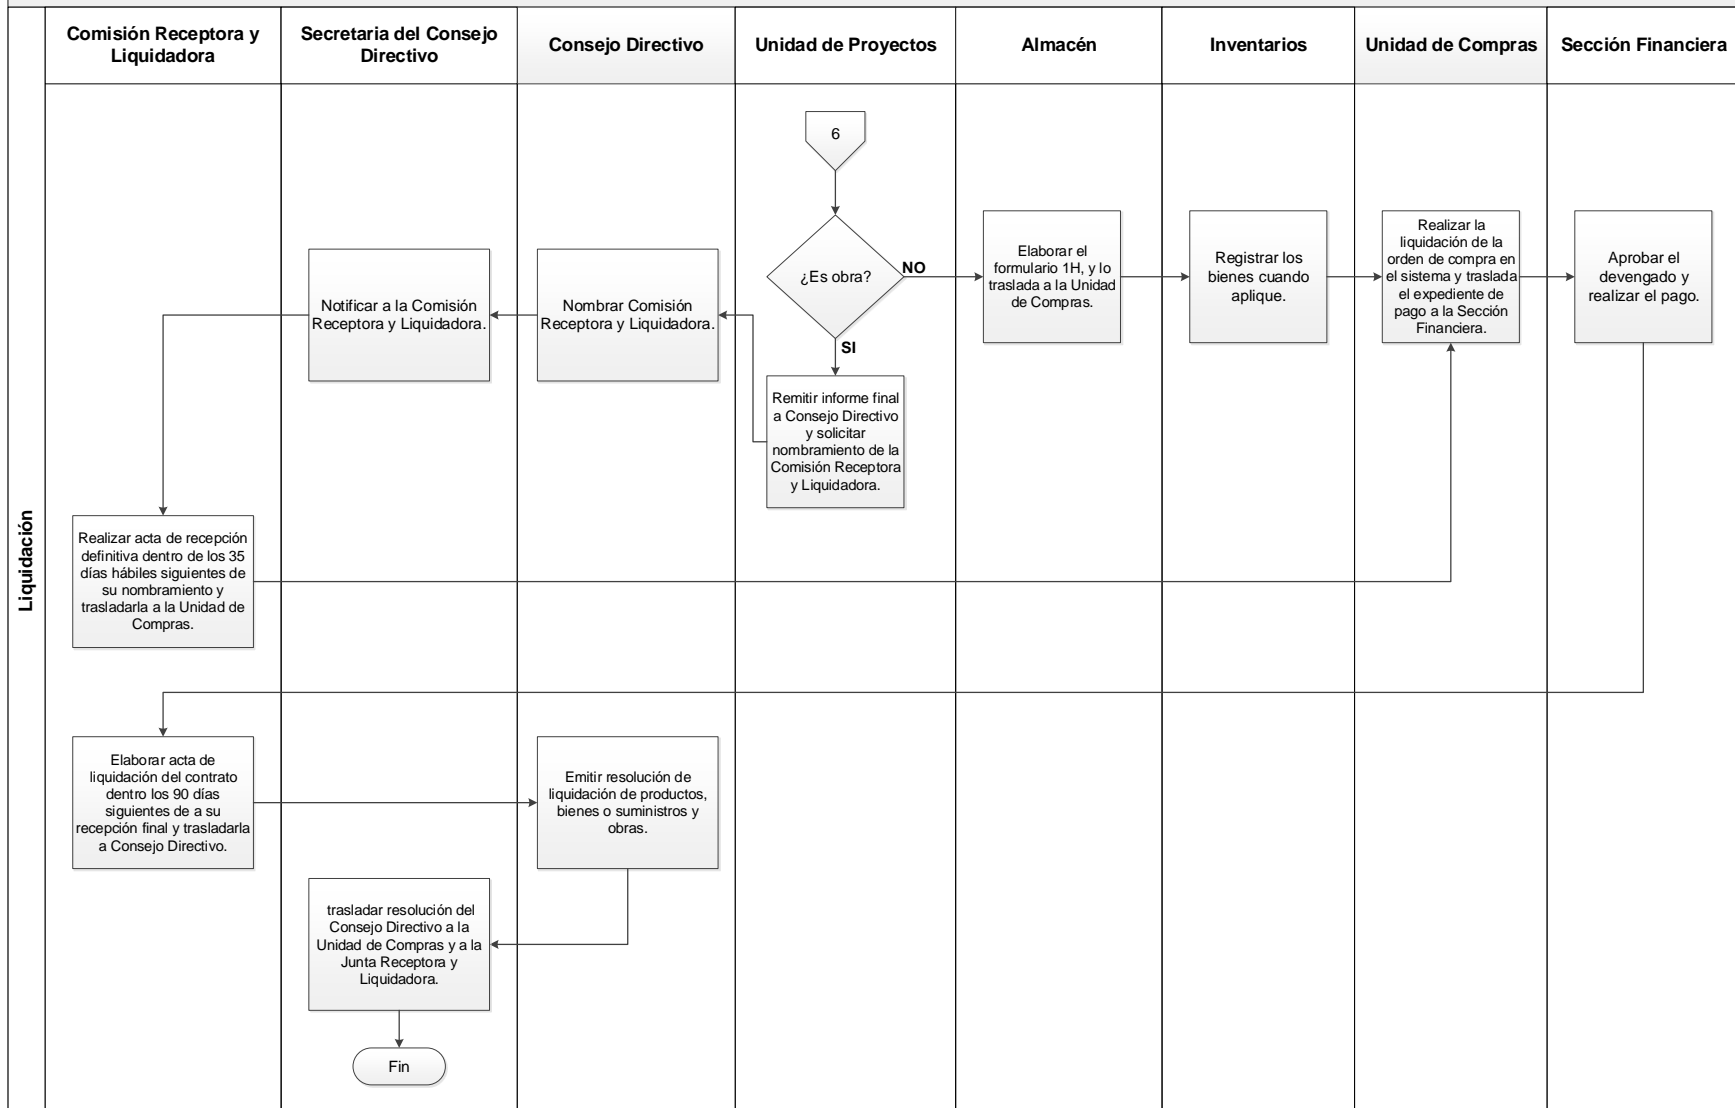 Comisión Receptora y
Liquidadora
Secretaria del Consejo
Directivo
Consejo Directivo
Unidad de Proyectos
Almacén
Inventarios
Unidad de Compras
Sección Financiera
Liquidación
6
¿Es obra?
NO
SI
Elaborar el
formulario 1H, y lo
traslada a la Unidad
de Compras.
Registrar los
bienes cuando
aplique.
Realizar la
liquidación de la
orden de compra en
el sistema y traslada
el expediente de
pago a la Sección
Financiera.
Aprobar el
devengado y
realizar el pago.
Remitir informe final
a Consejo Directivo
y solicitar
nombramiento de la
Comisión Receptora
y Liquidadora.
Nombrar Comisión
Receptora y Liquidadora.
Notificar a la Comisión
Receptora y Liquidadora.
Realizar acta de recepción
definitiva dentro de los 35
días hábiles siguientes de
su nombramiento y
trasladarla a la Unidad de
Compras.
Elaborar acta de
liquidación del contrato
dentro los 90 días
siguientes de a su
recepción final y trasladarla
a Consejo Directivo.
Emitir resolución de
liquidación de productos,
bienes o suministros y
obras.
trasladar resolución del
Consejo Directivo a la
Unidad de Compras y a la
Junta Receptora y
Liquidadora.
Fin